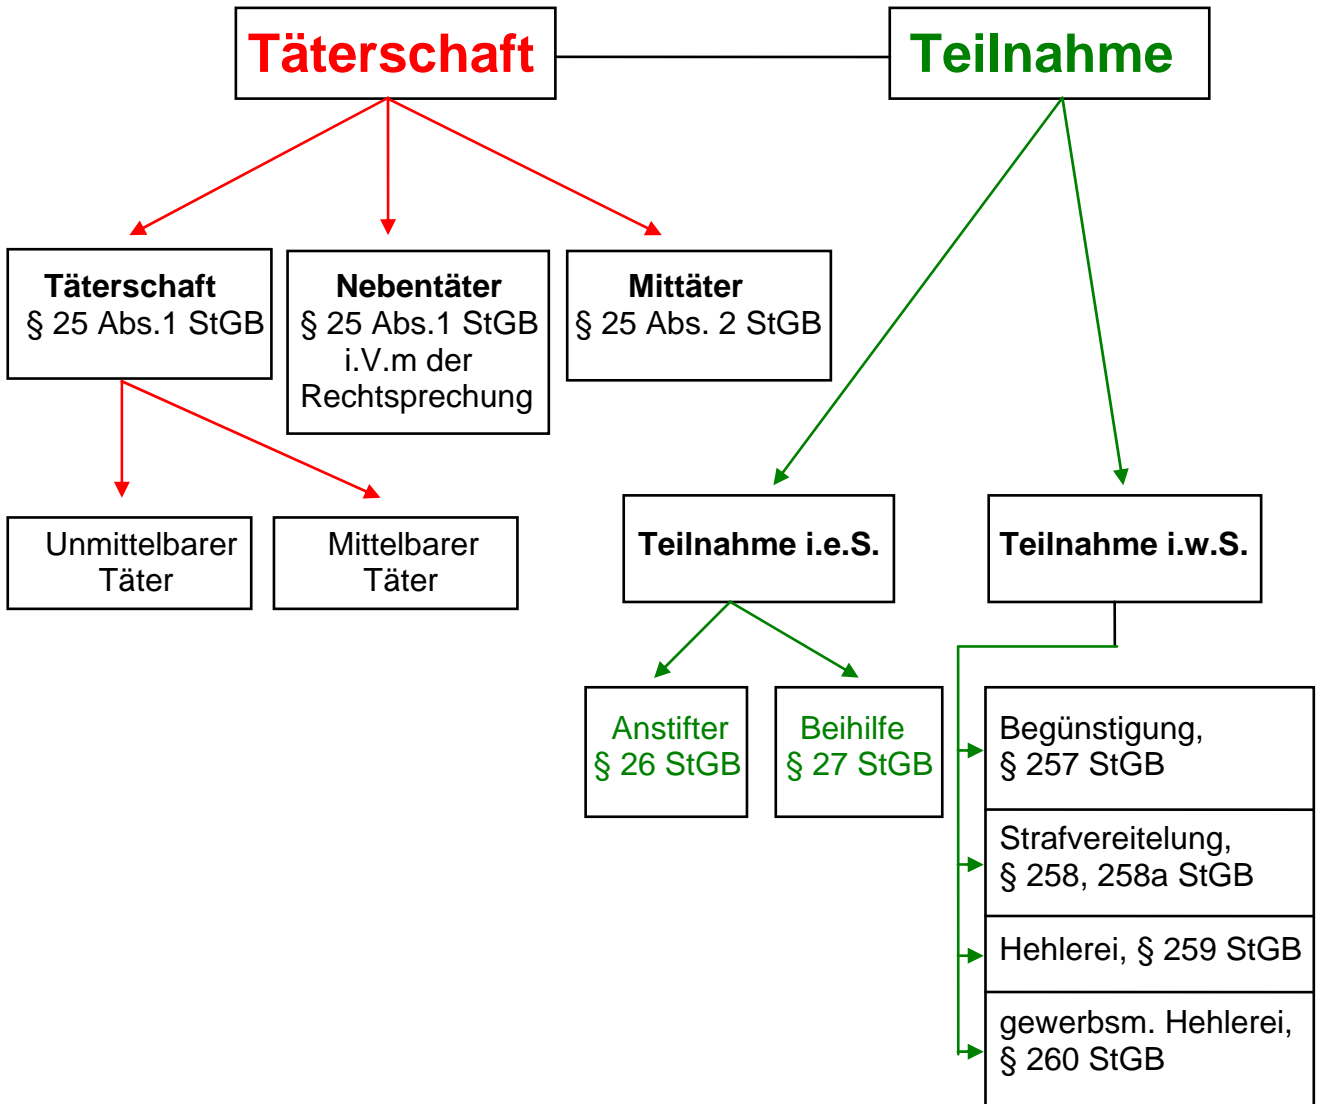 Täterschaft
Teilnahme
Täterschaft
§ 25 Abs.1 StGB
Nebentäter
§ 25 Abs.1 StGB
i.V.m der
Rechtsprechung
Mittäter
§ 25 Abs. 2 StGB
Unmittelbarer
Täter
Mittelbarer
Täter
Teilnahme i.e.S.
Teilnahme i.w.S.
Anstifter
§ 26 StGB
Beihilfe
§ 27 StGB
Begünstigung,
§ 257 StGB
Strafvereitelung,
§ 258, 258a StGB
Hehlerei, § 259 StGB
gewerbsm. Hehlerei,
§ 260 StGB